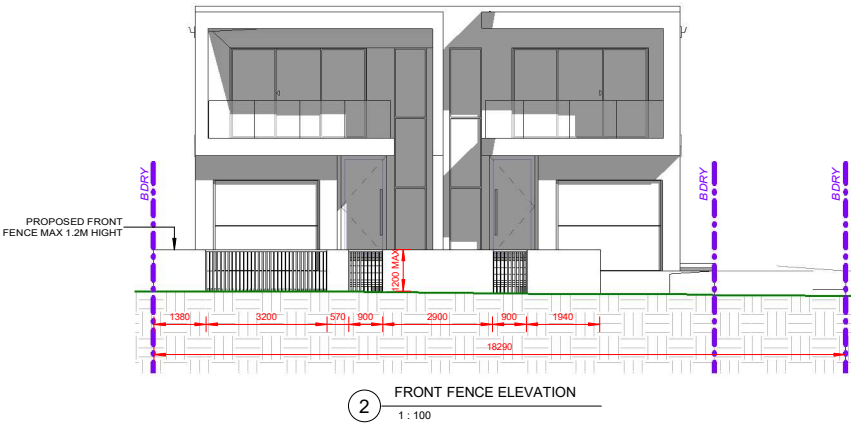 BDRY
BDRY
BDRY
PROPOSED FRONT
FENCE MAX 1.2M HIGHT
1200 MAX
1380 3200 570 900 2900 900 1940
18290
2 FRONT FENCE ELEVATION
1 : 100